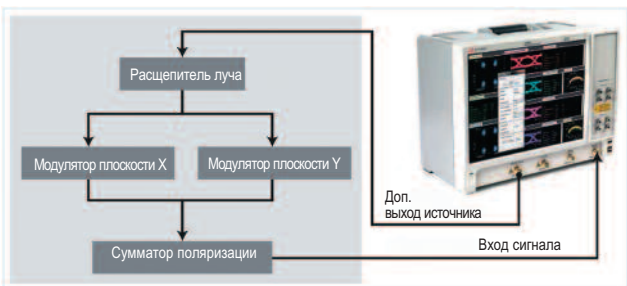 Расщепитель луча
Модулятор плоскости X
Модулятор плоскости Y
Доп.
выход источника
Вход сигнала
Сумматор поляризации